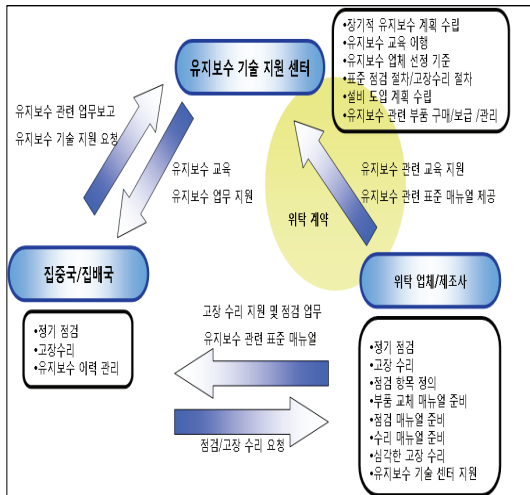 유지보수 기술 지원 센터
•장기적 유지보수 계획 수립
•유지보수 교육 이행
•유지보수 업체 선정 기준
•표준 점검 절차/고장수리 절차
•설비 도입 계획 수립
•유지보수 관련 부품 구매/보급 /관리
유지보수 관련 업무보고
유지보수 기술 지원 요청
유지보수 교육
유지보수 업무 지원
유지보수 관련 교육 지원
유지보수 관련 표준 매뉴얼 제공
위탁 계약
집중국/집배국
•정기 점검
•고장수리
•유지보수 이력 관리
위탁 업체/제조사
•정기 점검
•고장 수리
•점검 항목 정의
•부품 교체 매뉴얼 준비
•점검 매뉴얼 준비
•수리 매뉴얼 준비
•심각한 고장 수리
•유지보수 기술 센터 지원
고장 수리 지원 및 점검 업무
유지보수 관련 표준 매뉴얼
점검/고장 수리 요청